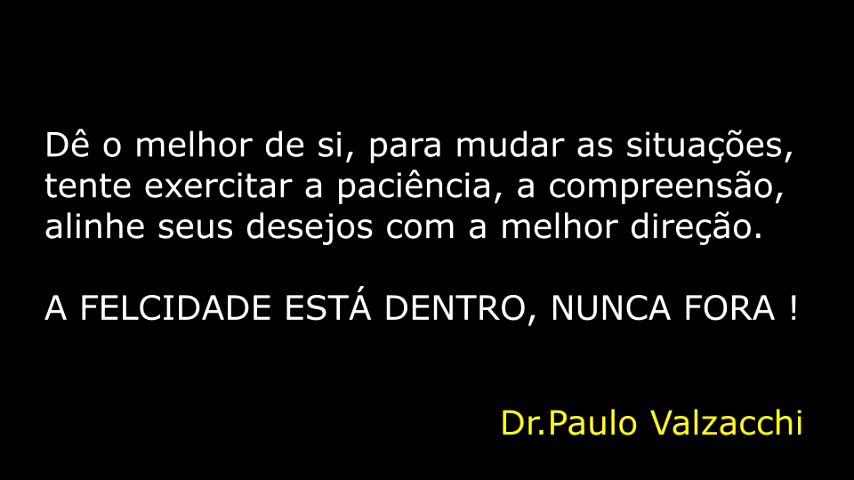 Dê o melhor de si, para mudar as situações,
tente exercitar a paciência, a compreensão,
alinhe seus desejos com a melhor direção.
A FELCIDADE ESTÁ DENTRO, NUNCA FORA !
Dr.Paulo Valzacchi